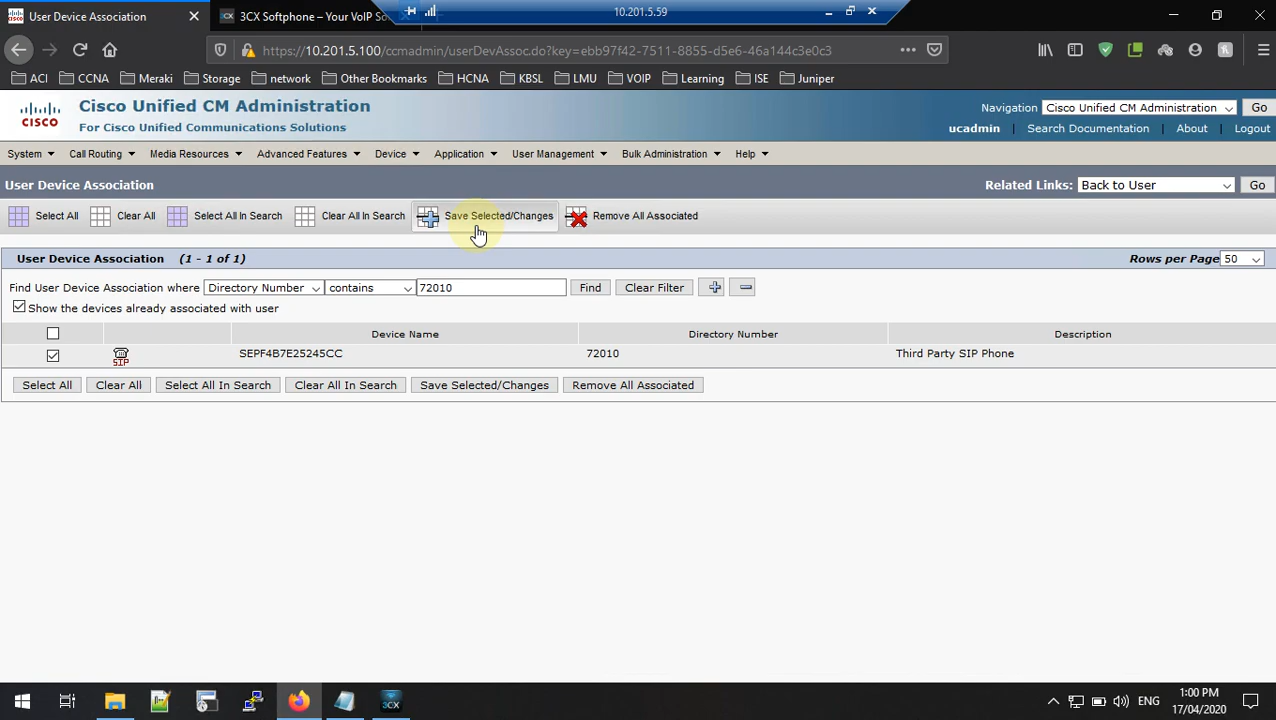 User Device Association
3CX Softphone – Your VoIP So
10.201.5.59
https://10.201.5.100/ccmadmin/userDevAssoc.do?key=ebb97f42-7511-8855-d5e6-46a144c3e0c3
ACI CCNA Meraki Storage network Other Bookmarks HCNA KBSL LMU VOIP Learning ISE Juniper
CISCO
Cisco Unified CM Administration
For Cisco Unified Communications Solutions
Navigation Cisco Unified CM Administration Go
ucadmin | Search Documentation | About | Logout
System Call Routing Media Resources Advanced Features Device Application User Management Bulk Administration Help
User Device Association
Related Links: Back to User Go
Select All Clear All Select All In Search Clear All In Search Save Selected/Changes Remove All Associated
User Device Association (1 - 1 of 1)
Rows per Page 50
Find User Device Association where Directory Number contains 72010 Find Clear Filter
Show the devices already associated with user
Device Name Directory Number Description
SIP SEPF4B7E25245CC 72010 Third Party SIP Phone
Select All Clear All Select All In Search Clear All In Search Save Selected/Changes Remove All Associated
3CX
ENG
1:00 PM
17/04/2020